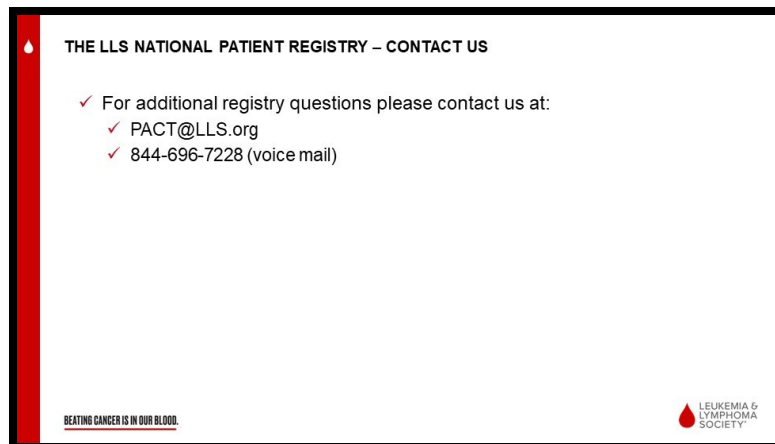 THE LLS NATIONAL PATIENT REGISTRY – CONTACT US
For additional registry questions please contact us at:
PACT@LLS.org
844-696-7228 (voice mail)
BEATING CANCER IS IN OUR BLOOD.
LEUKEMIA &
LYMPHOMA
SOCIETY